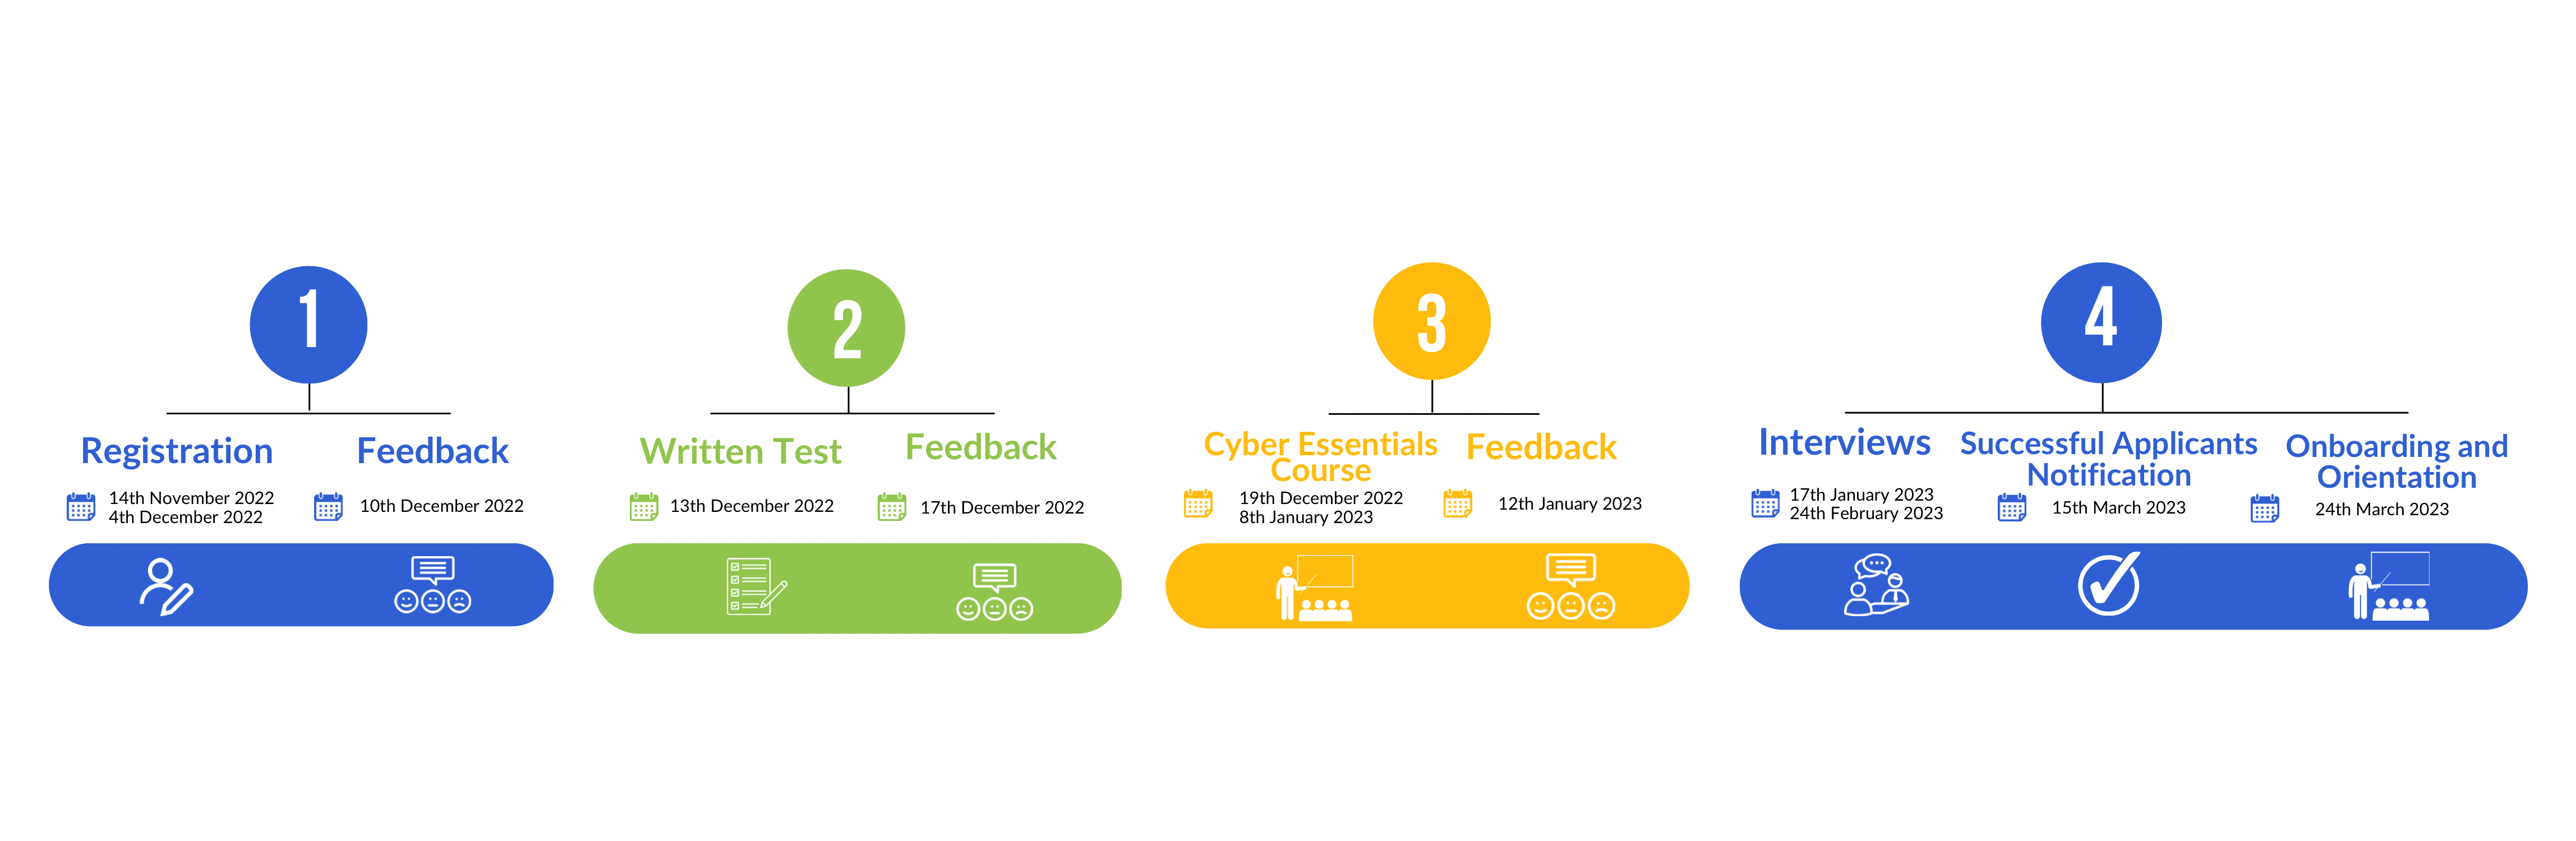 1
Registration
14th November 2022
4th December 2022
Feedback
10th December 2022
2
Written Test
13th December 2022
Feedback
17th December 2022
3
Cyber Essentials
Course
19th December 2022
8th January 2023
Feedback
12th January 2023
4
Interviews
17th January 2023
24th February 2023
Successful Applicants
Notification
15th March 2023
Onboarding and
Orientation
24th March 2023